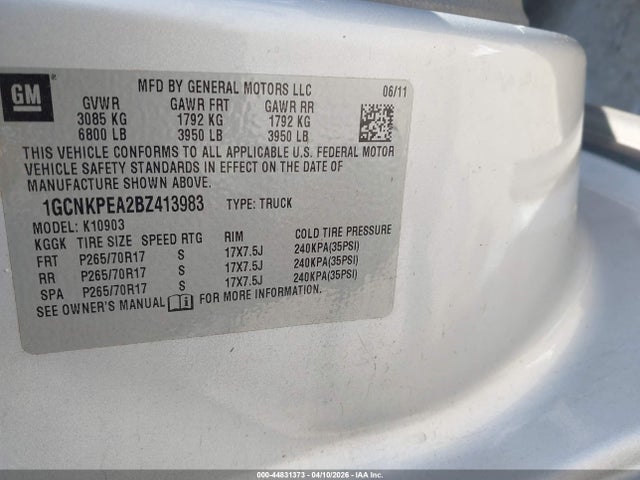 GM
MFD BY GENERAL MOTORS LLC 06/11
GVWR GAWR FRT GAWR RR
3085 KG 1792 KG 1792 KG
6800 LB 3950 LB 3950 LB
THIS VEHICLE CONFORMS TO ALL APPLICABLE U.S. FEDERAL MOTOR
VEHICLE SAFETY STANDARDS IN EFFECT ON THE DATE OF
MANUFACTURE SHOWN ABOVE.
1GCNKPEA2BZ413983 TYPE: TRUCK
MODEL: K10903
KGGK TIRE SIZE SPEED RTG RIM COLD TIRE PRESSURE
FRT P265/70R17 S 17X7.5J 240KPA(35PSI)
RR P265/70R17 S 17X7.5J 240KPA(35PSI)
SPA P265/70R17 S 17X7.5J 240KPA(35PSI)
SEE OWNER'S MANUAL FOR MORE INFORMATION.
000-44831373 - 04/10/2026 - IAA Inc.